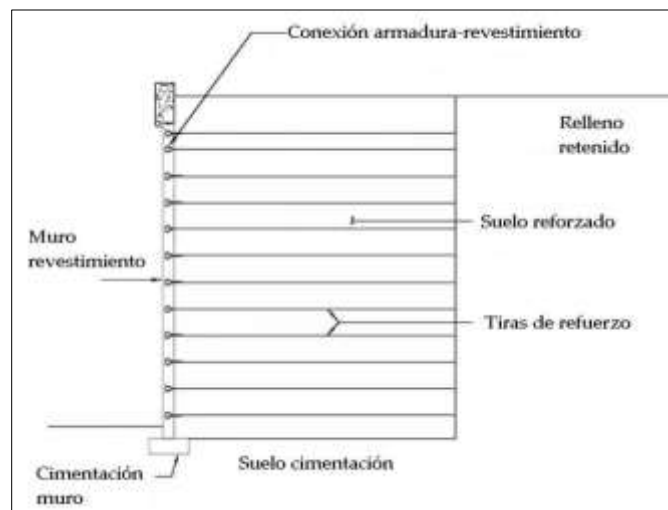 Conexión armadura-revestimiento
Relleno
retenido
Suelo reforzado
Muro
revestimiento
Tiras de refuerzo
Suelo cimentación
Cimentación
muro